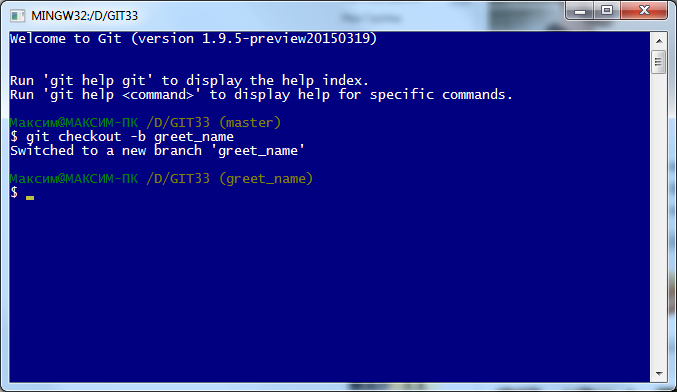 MINGW32:/D/GIT33
Welcome to Git (version 1.9.5-preview20150319)
Run 'git help git' to display the help index.
Run 'git help <command>' to display help for specific commands.
Максим@МАКСИМ-ПК /D/GIT33 (master)
$ git checkout -b greet_name
Switched to a new branch 'greet_name'
Максим@МАКСИМ-ПК /D/GIT33 (greet_name)
$